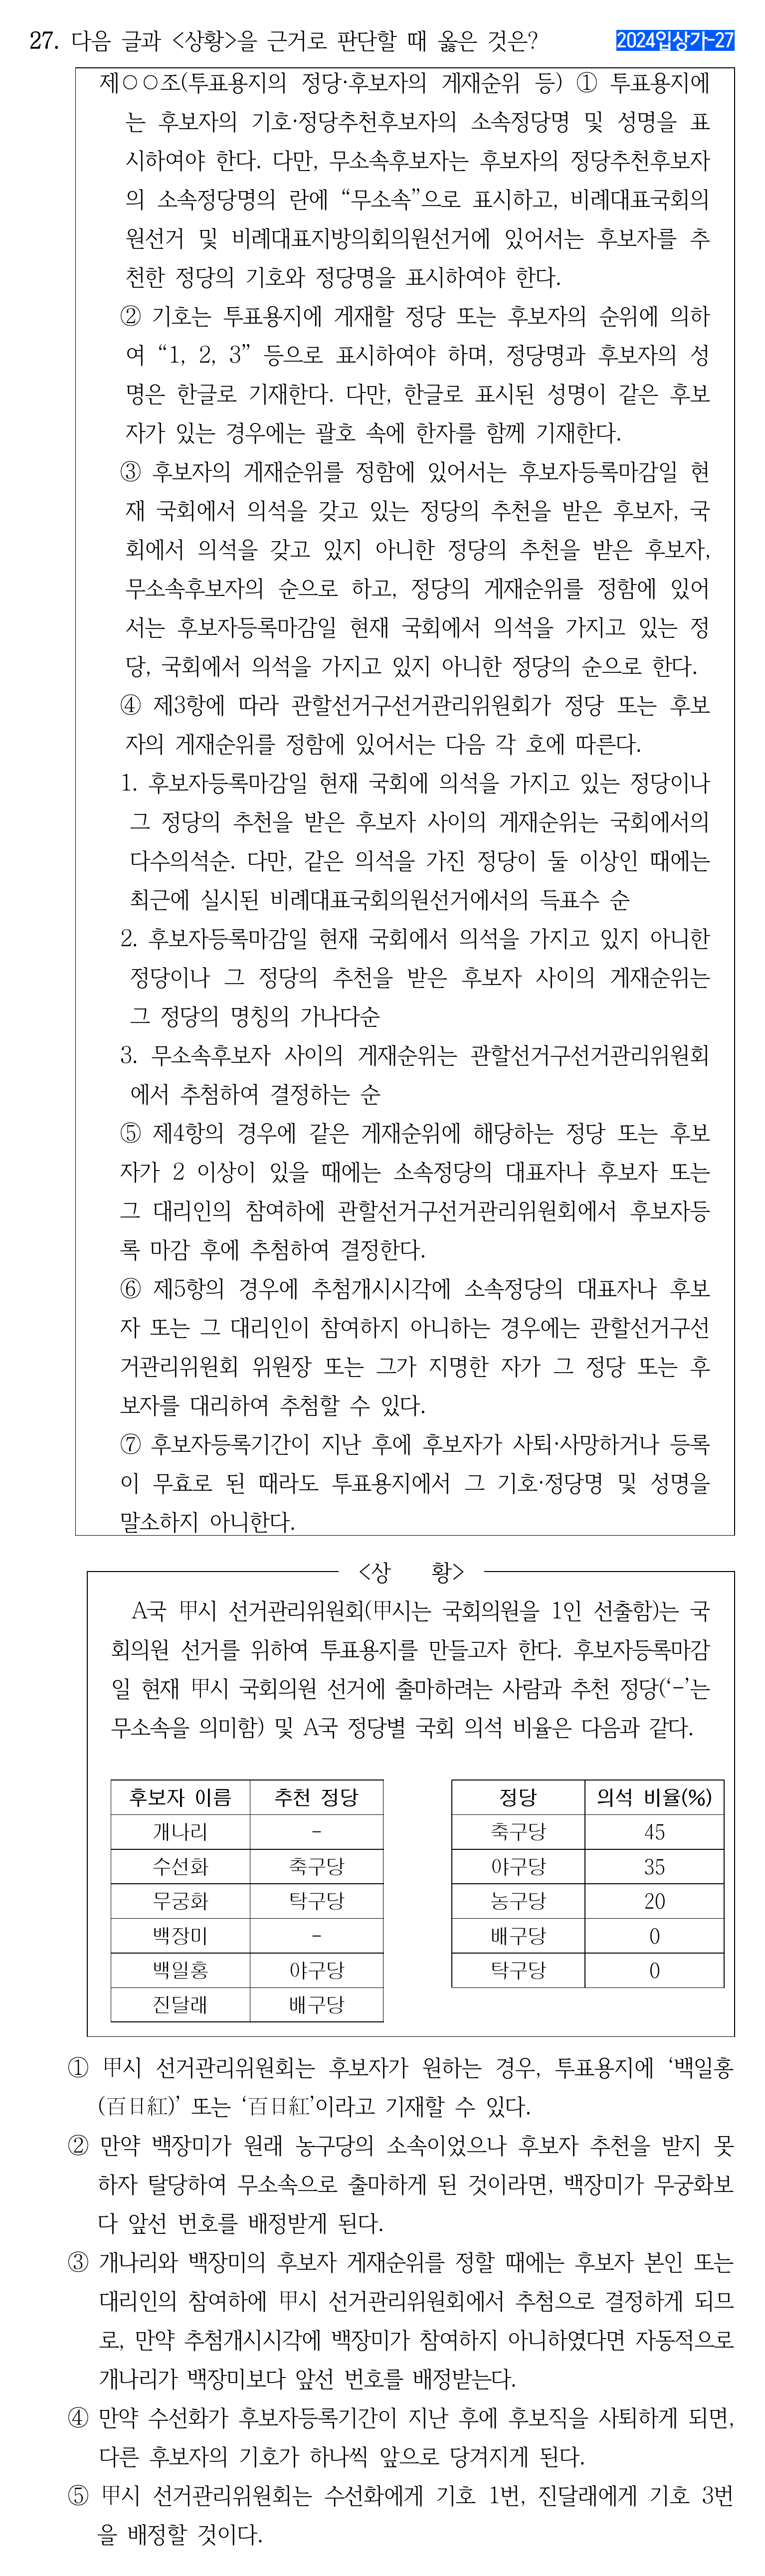 27. 다음 글과 <상황>을 근거로 판단할 때 옳은 것은? 2024입상가-27
제○○조(투표용지의 정당·후보자의 게재순위 등) ① 투표용지에
는 후보자의 기호·정당추천후보자의 소속정당명 및 성명을 표
시하여야 한다. 다만, 무소속후보자는 후보자의 정당추천후보자
의 소속정당명의 란에 “무소속”으로 표시하고, 비례대표국회의
원선거 및 비례대표지방의회의원선거에 있어서는 후보자를 추
천한 정당의 기호와 정당명을 표시하여야 한다.
② 기호는 투표용지에 게재할 정당 또는 후보자의 순위에 의하
여 “1, 2, 3” 등으로 표시하여야 하며, 정당명과 후보자의 성
명은 한글로 기재한다. 다만, 한글로 표시된 성명이 같은 후보
자가 있는 경우에는 괄호 속에 한자를 함께 기재한다.
③ 후보자의 게재순위를 정함에 있어서는 후보자등록마감일 현
재 국회에서 의석을 갖고 있는 정당의 추천을 받은 후보자, 국
회에서 의석을 갖고 있지 아니한 정당의 추천을 받은 후보자,
무소속후보자의 순으로 하고, 정당의 게재순위를 정함에 있어
서는 후보자등록마감일 현재 국회에서 의석을 가지고 있는 정
당, 국회에서 의석을 가지고 있지 아니한 정당의 순으로 한다.
④ 제3항에 따라 관할선거구선거관리위원회가 정당 또는 후보
자의 게재순위를 정함에 있어서는 다음 각 호에 따른다.
1. 후보자등록마감일 현재 국회에 의석을 가지고 있는 정당이나
그 정당의 추천을 받은 후보자 사이의 게재순위는 국회에서의
다수의석순. 다만, 같은 의석을 가진 정당이 둘 이상인 때에는
최근에 실시된 비례대표국회의원선거에서의 득표수 순
2. 후보자등록마감일 현재 국회에서 의석을 가지고 있지 아니한
정당이나 그 정당의 추천을 받은 후보자 사이의 게재순위는
그 정당의 명칭의 가나다순
3. 무소속후보자 사이의 게재순위는 관할선거구선거관리위원회
에서 추첨하여 결정하는 순
⑤ 제4항의 경우에 같은 게재순위에 해당하는 정당 또는 후보
자가 2 이상이 있을 때에는 소속정당의 대표자나 후보자 또는
그 대리인의 참여하에 관할선거구선거관리위원회에서 후보자등
록 마감 후에 추첨하여 결정한다.
⑥ 제5항의 경우에 추첨개시시각에 소속정당의 대표자나 후보
자 또는 그 대리인이 참여하지 아니하는 경우에는 관할선거구선
거관리위원회 위원장 또는 그가 지명한 자가 그 정당 또는 후
보자를 대리하여 추첨할 수 있다.
⑦ 후보자등록기간이 지난 후에 후보자가 사퇴·사망하거나 등록
이 무효로 된 때라도 투표용지에서 그 기호·정당명 및 성명을
말소하지 아니한다.
<상 황>
A국 甲시 선거관리위원회(甲시는 국회의원을 1인 선출함)는 국
회의원 선거를 위하여 투표용지를 만들고자 한다. 후보자등록마감
일 현재 甲시 국회의원 선거에 출마하려는 사람과 추천 정당(‘-’는
무소속을 의미함) 및 A국 정당별 국회 의석 비율은 다음과 같다.
후보자 이름 추천 정당
개나리 -
수선화 축구당
무궁화 탁구당
백장미 -
백일홍 야구당
진달래 배구당
정당 의석 비율(%)
축구당 45
야구당 35
농구당 20
배구당 0
탁구당 0
① 甲시 선거관리위원회는 후보자가 원하는 경우, 투표용지에 ‘백일홍
(百日紅)’ 또는 ‘百日紅’이라고 기재할 수 있다.
② 만약 백장미가 원래 농구당의 소속이었으나 후보자 추천을 받지 못
하자 탈당하여 무소속으로 출마하게 된 것이라면, 백장미가 무궁화보
다 앞선 번호를 배정받게 된다.
③ 개나리와 백장미의 후보자 게재순위를 정할 때에는 후보자 본인 또는
대리인의 참여하에 甲시 선거관리위원회에서 추첨으로 결정하게 되므
로, 만약 추첨개시시각에 백장미가 참여하지 아니하였다면 자동적으로
개나리가 백장미보다 앞선 번호를 배정받는다.
④ 만약 수선화가 후보자등록기간이 지난 후에 후보직을 사퇴하게 되면,
다른 후보자의 기호가 하나씩 앞으로 당겨지게 된다.
⑤ 甲시 선거관리위원회는 수선화에게 기호 1번, 진달래에게 기호 3번
을 배정할 것이다.